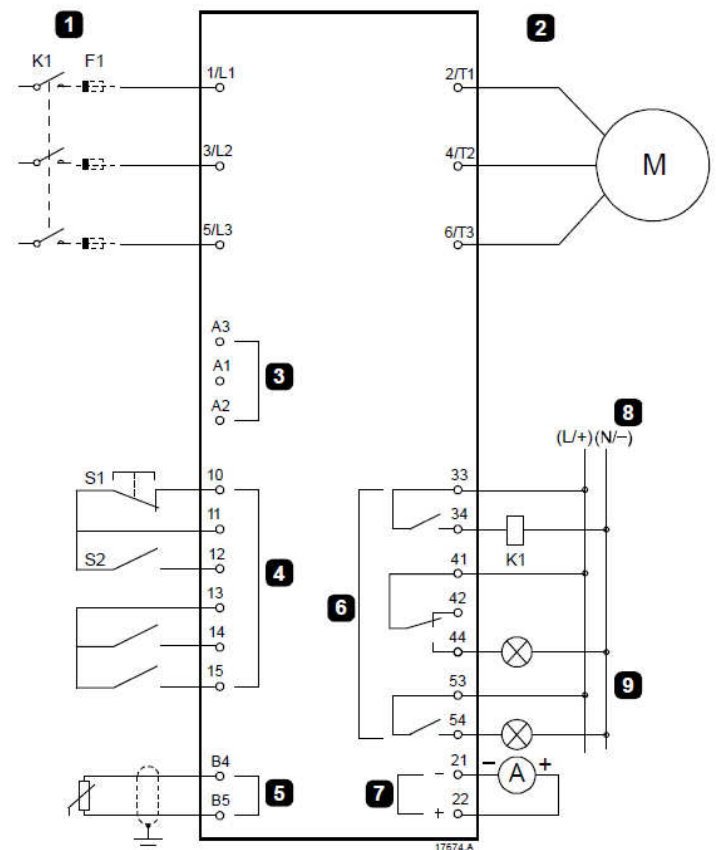 1 2
K1 F1
1/L1 2/T1
3/L2 4/T2
M
5/L3 6/T3
A3
A1
3
A2
8
(L/+)(N/−)
S1 10 33
11 34
S2 12 K1
4 41
13 6 42
14 44
15 53
9
54
B4 21 − A +
5 7 −
B5 22
+
17574.A